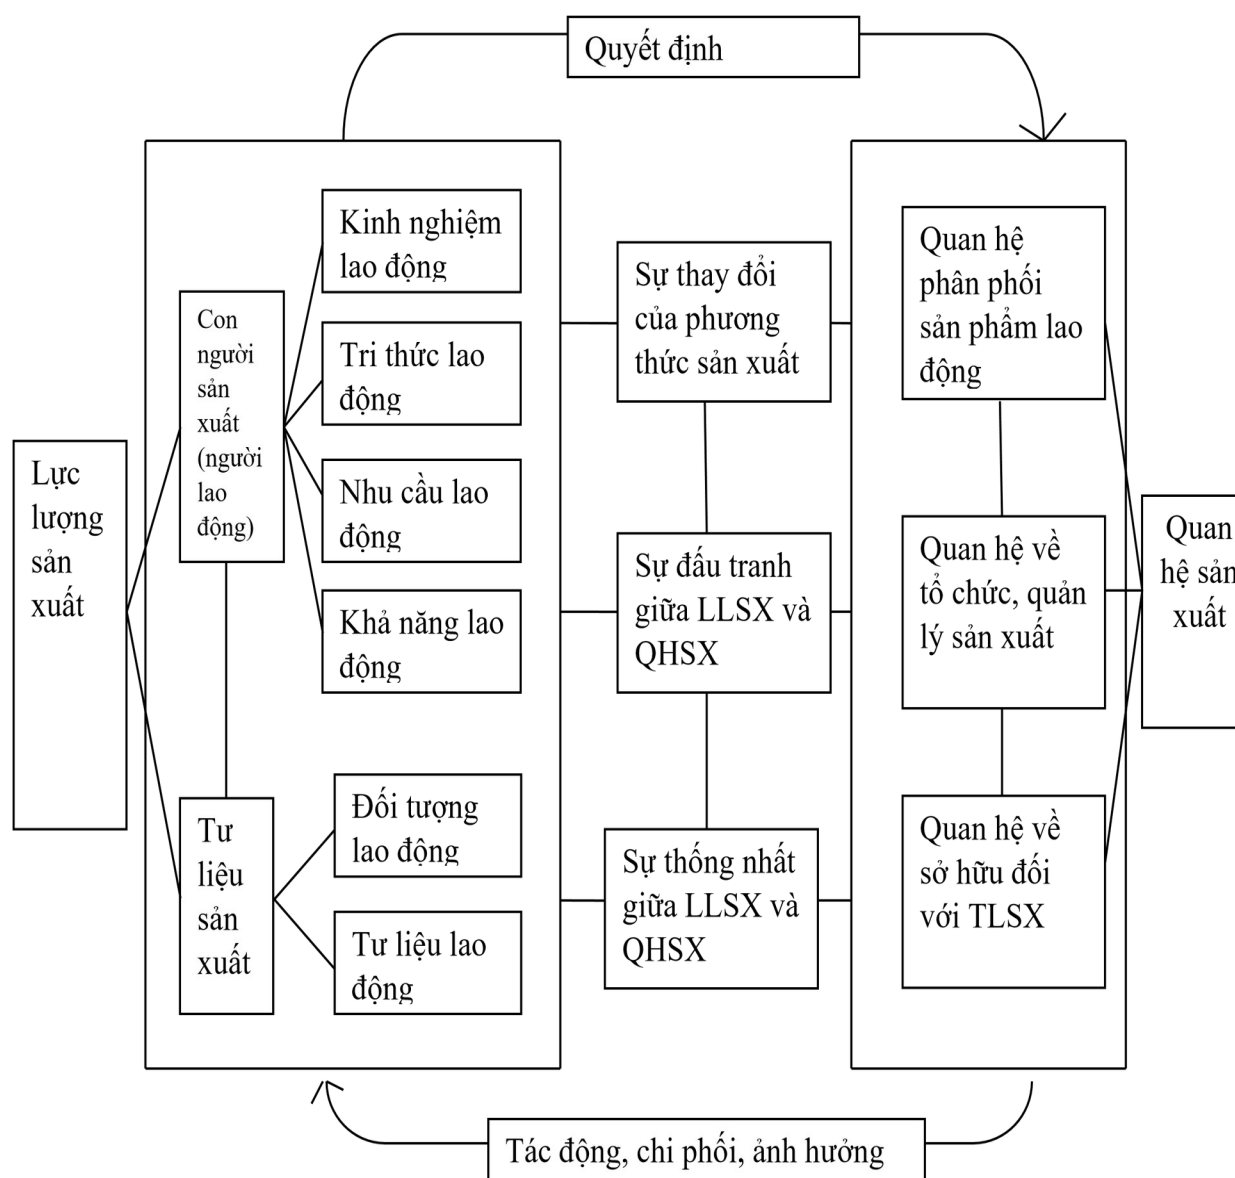 Quyết định
Kinh nghiệm
lao động
Tri thức lao
động
Nhu cầu lao
động
Khả năng lao
động
Con
người
sản
xuất
(người
lao
động)
Lực
lượng
sản
xuất
Tư
liệu
sản
xuất
Đối tượng
lao động
Tư liệu lao
động
Sự thay đổi
của phương
thức sản xuất
Sự đấu tranh
giữa LLSX và
QHSX
Sự thống nhất
giữa LLSX và
QHSX
Quan hệ
phân phối
sản phẩm lao
động
Quan hệ về
tổ chức, quản
lý sản xuất
Quan hệ về
sở hữu đối
với TLSX
Quan
hệ sản
xuất
Tác động, chi phối, ảnh hưởng